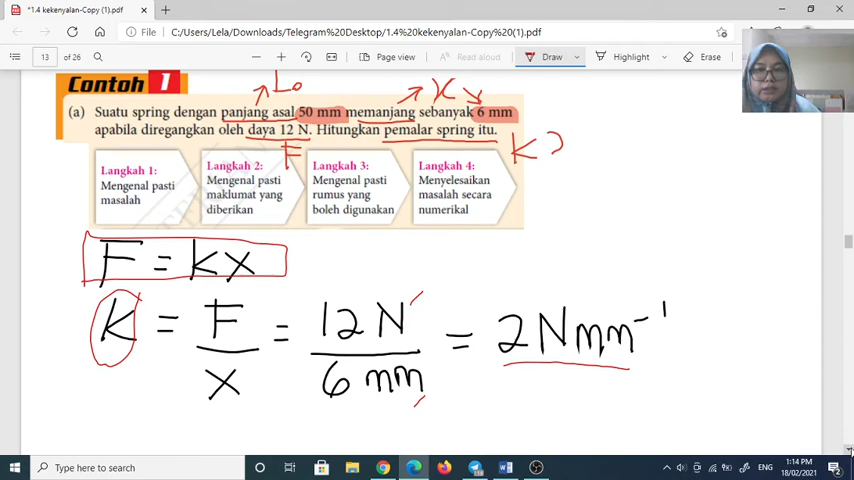 *1.4 kekenyalan-Copy (1).pdf
File
C:/Users/Lela/Downloads/Telegram%20Desktop/1.4%20kekenyalan-Copy%20(1).pdf
13 of 26
Page view
Read aloud
Draw
Highlight
Erase
Contoh 1
Lo
x
(a) Suatu spring dengan panjang asal 50 mm memanjang sebanyak 6 mm
apabila diregangkan oleh daya 12 N. Hitungkan pemalar spring itu.
F
K
Langkah 1:
Mengenal pasti
masalah
Langkah 2:
Mengenal pasti
maklumat yang
diberikan
Langkah 3:
Mengenal pasti
rumus yang
boleh digunakan
Langkah 4:
Menyelesaikan
masalah secara
numerikal
F = kx
K = F/x = 12 N/6 mm = 2 Nmm⁻¹
Type here to search
ENG
1:14 PM
18/02/2021
2